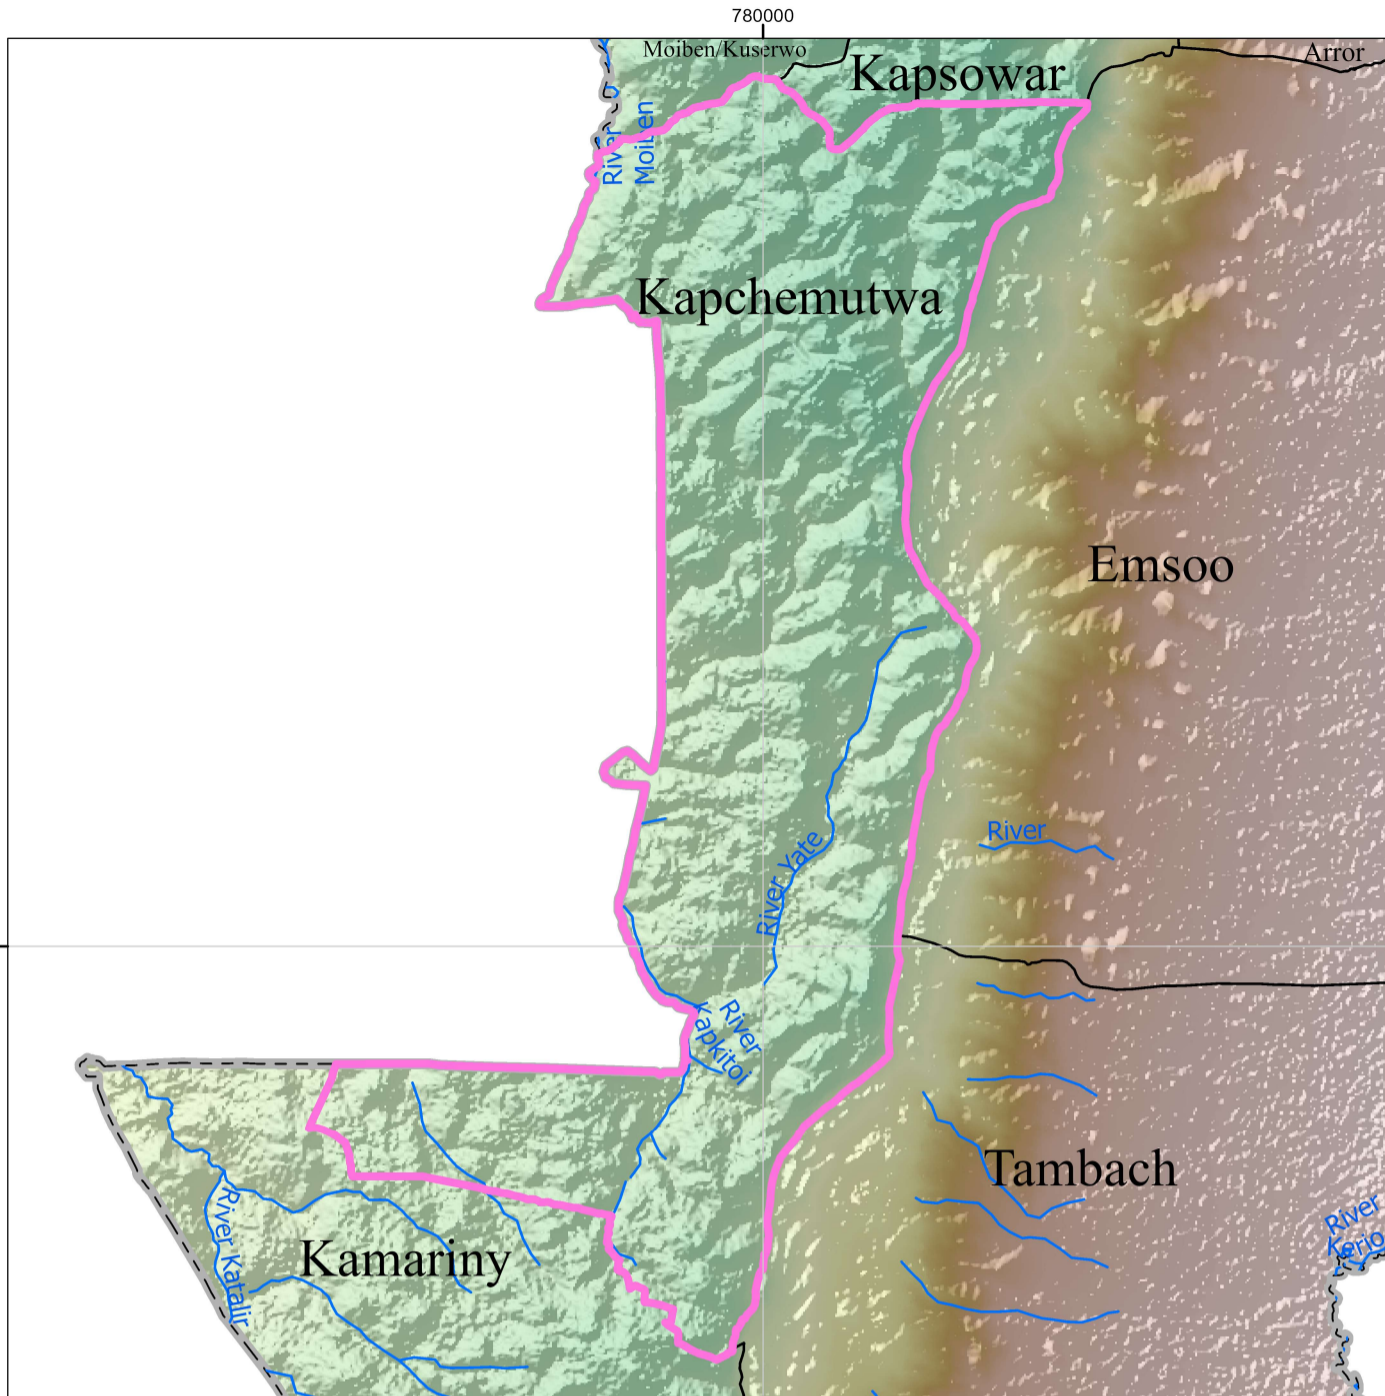 780000
Moiben/Kuserwo
Arror
Kapsowar
River
Moiben
Kapchemutwa
Emsoo
River
River Yate
River
Kapkitoi
Tambach
River Katalir
Kamariny
River
Kerio